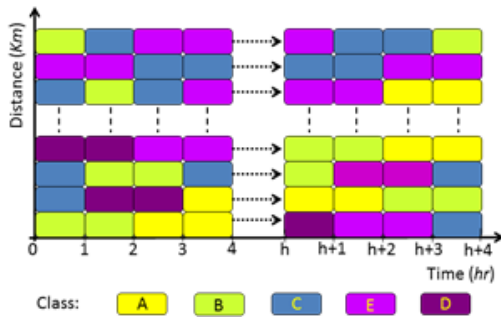 Distance (Km)
0 1 2 3 4 h h+1 h+2 h+3 h+4
Time (hr)
Class: A B C E D